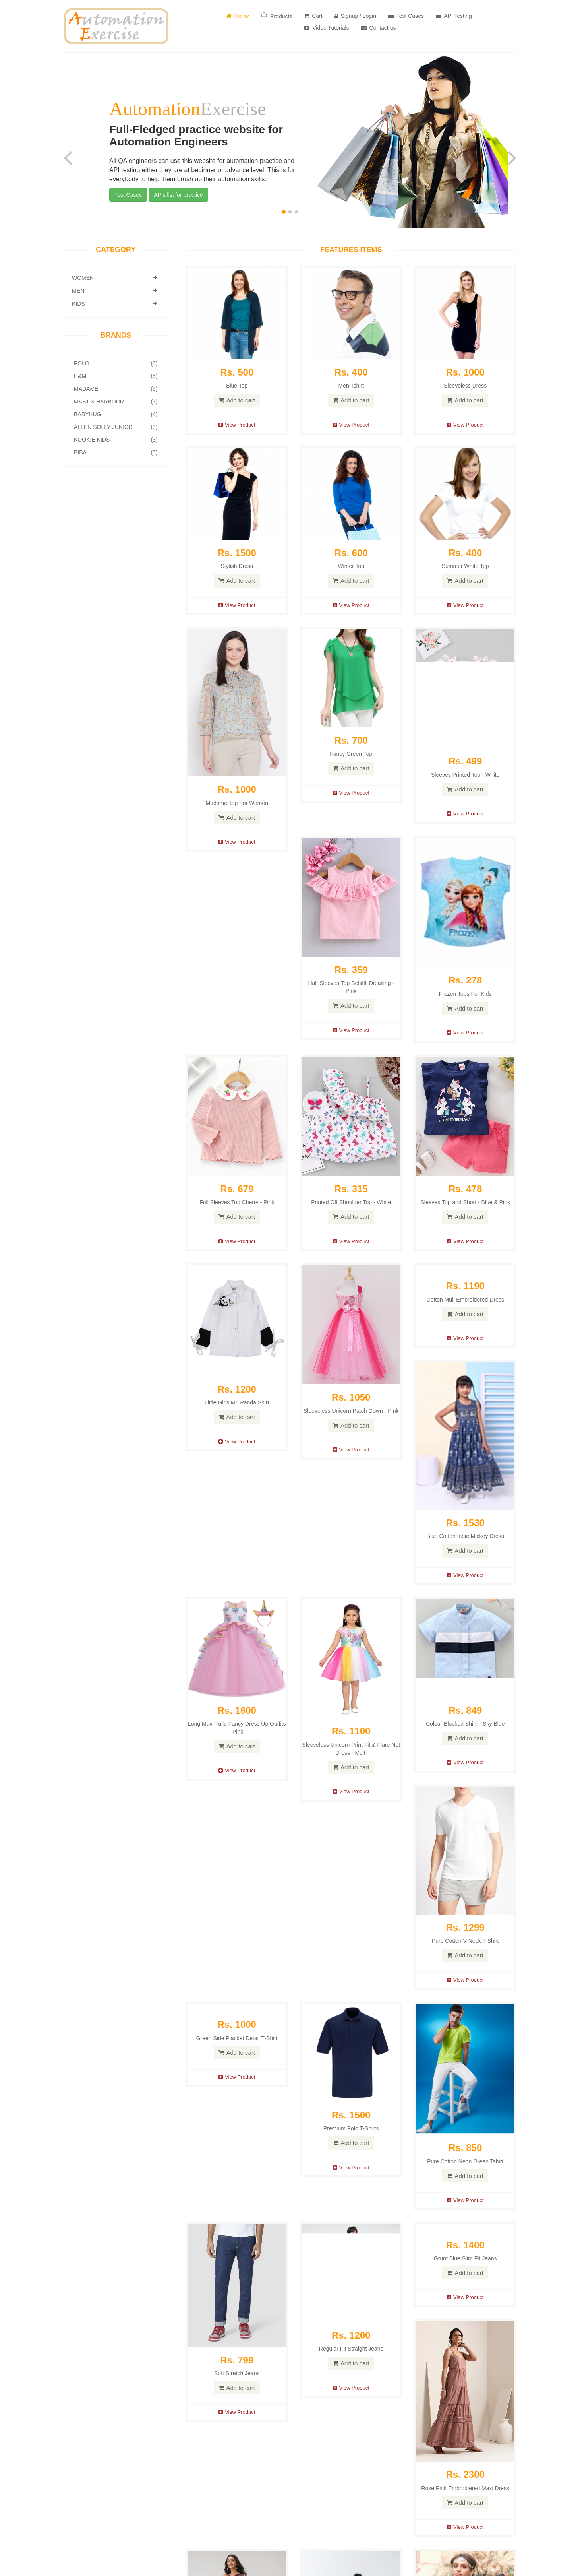 Automation
Exercise
Home
Products
Cart
Signup / Login
Test Cases
API Testing
Video Tutorials
Contact us
AutomationExercise
Full-Fledged practice website for
Automation Engineers
All QA engineers can use this website for automation practice and
API testing either they are at beginner or advance level. This is for
everybody to help them brush up their automation skills.
Test Cases
APIs list for practice
CATEGORY
WOMEN
MEN
KIDS
BRANDS
POLO (6)
H&M (5)
MADAME (5)
MAST & HARBOUR (3)
BABYHUG (4)
ALLEN SOLLY JUNIOR (3)
KOOKIE KIDS (3)
BIBA (5)
FEATURES ITEMS
Rs. 500
Blue Top
Add to cart
View Product
Rs. 400
Men Tshirt
Add to cart
View Product
Rs. 1000
Sleeveless Dress
Add to cart
View Product
Rs. 1500
Stylish Dress
Add to cart
View Product
Rs. 600
Winter Top
Add to cart
View Product
Rs. 400
Summer White Top
Add to cart
View Product
Rs. 1000
Madame Top For Women
Add to cart
View Product
Rs. 700
Fancy Green Top
Add to cart
View Product
Rs. 499
Sleeves Printed Top - White
Add to cart
View Product
Rs. 359
Half Sleeves Top Schiffli Detailing -
Pink
Add to cart
View Product
FROZEN
Rs. 278
Frozen Tops For Kids
Add to cart
View Product
Rs. 679
Full Sleeves Top Cherry - Pink
Add to cart
View Product
Rs. 315
Printed Off Shoulder Top - White
Add to cart
View Product
Rs. 478
Sleeves Top and Short - Blue & Pink
Add to cart
View Product
Rs. 1200
Little Girls Mr. Panda Shirt
Add to cart
View Product
Rs. 1050
Sleeveless Unicorn Patch Gown - Pink
Add to cart
View Product
Rs. 1190
Cotton Mull Embroidered Dress
Add to cart
View Product
Rs. 1530
Blue Cotton Indie Mickey Dress
Add to cart
View Product
Rs. 1600
Long Maxi Tulle Fancy Dress Up Outfits
-Pink
Add to cart
View Product
Rs. 1100
Sleeveless Unicorn Print Fit & Flare Net
Dress - Multi
Add to cart
View Product
Rs. 849
Colour Blocked Shirt – Sky Blue
Add to cart
View Product
Rs. 1299
Pure Cotton V-Neck T-Shirt
Add to cart
View Product
Rs. 1000
Green Side Placket Detail T-Shirt
Add to cart
View Product
Rs. 1500
Premium Polo T-Shirts
Add to cart
View Product
Rs. 850
Pure Cotton Neon Green Tshirt
Add to cart
View Product
Rs. 799
Soft Stretch Jeans
Add to cart
View Product
Rs. 1200
Regular Fit Straight Jeans
Add to cart
View Product
Rs. 1400
Grunt Blue Slim Fit Jeans
Add to cart
View Product
Rs. 2300
Rose Pink Embroidered Maxi Dress
Add to cart
View Product